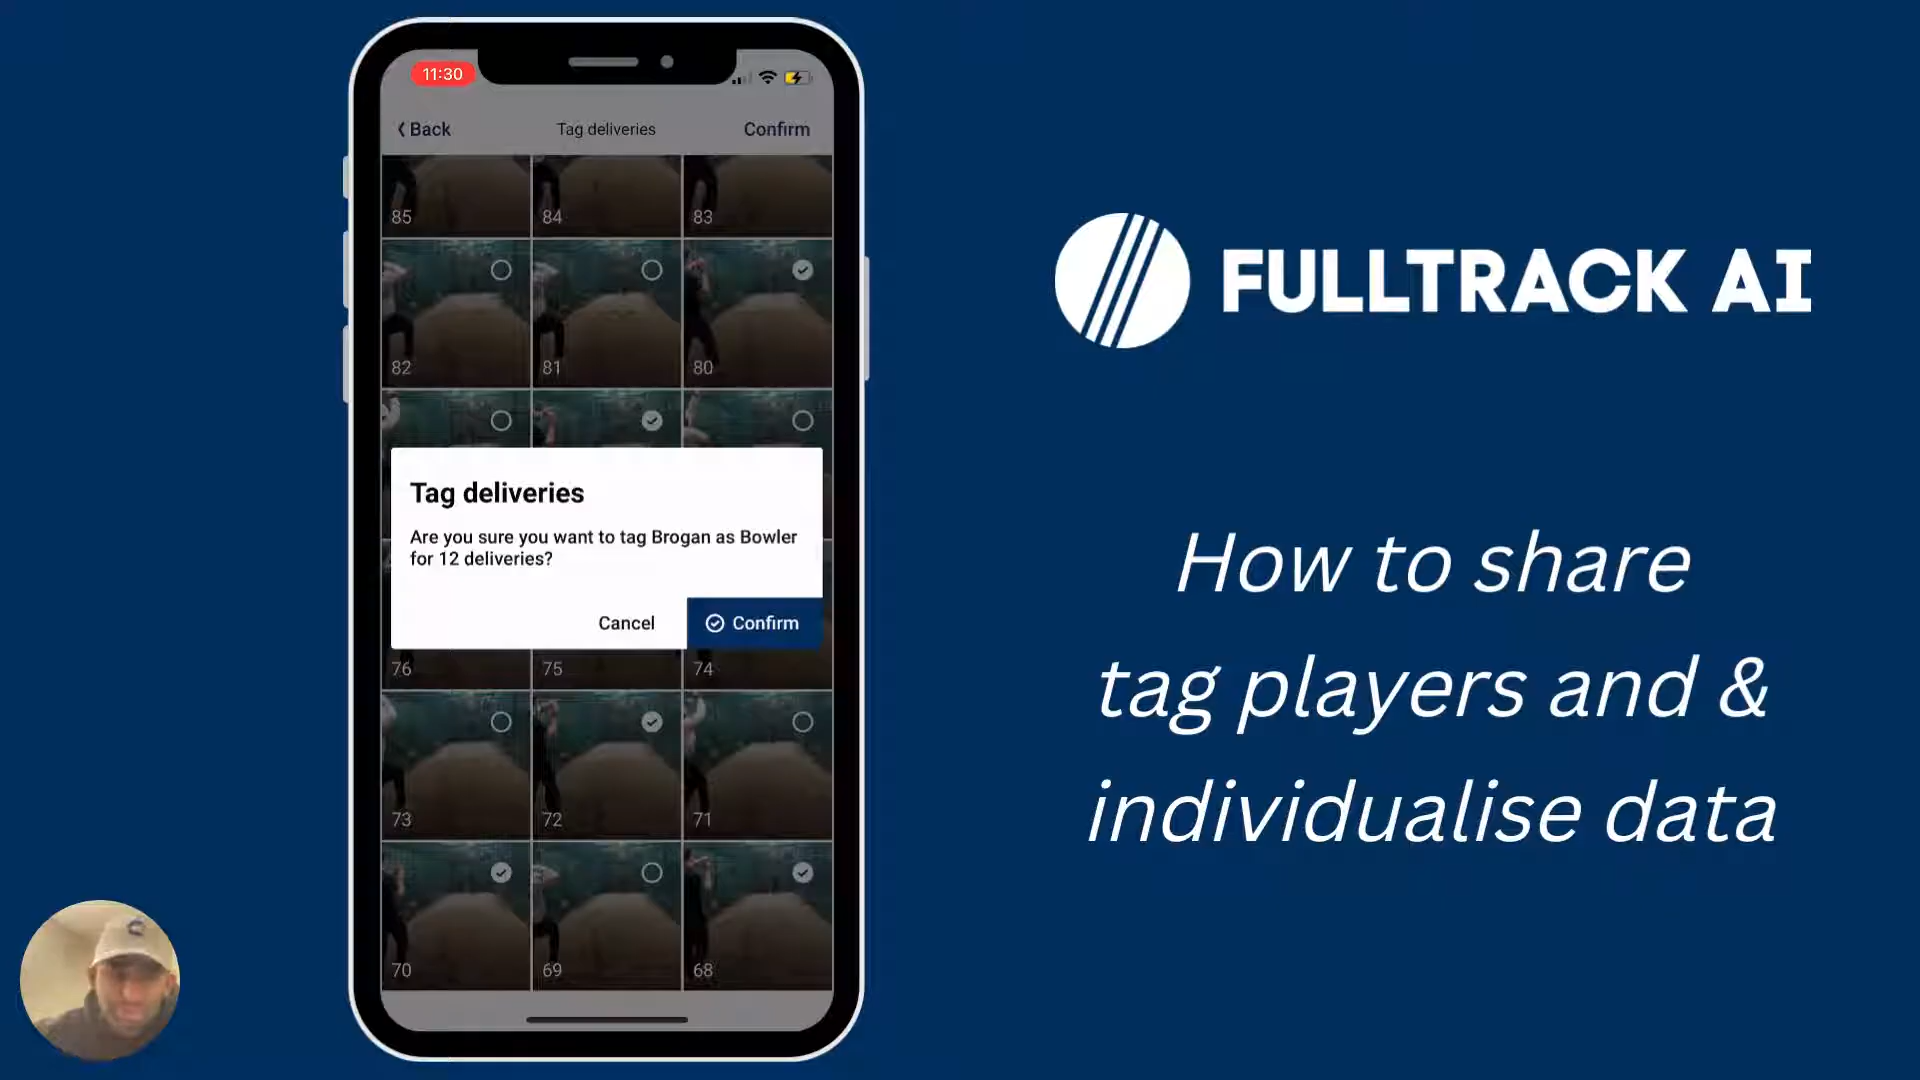 11:30
Back
Tag deliveries
Confirm
85
84
83
82
81
80
Tag deliveries
Are you sure you want to tag Brogan as Bowler
for 12 deliveries?
Cancel
Confirm
76
75
74
73
72
71
70
69
68
FULLTRACK AI
How to share
tag players and &
individualise data